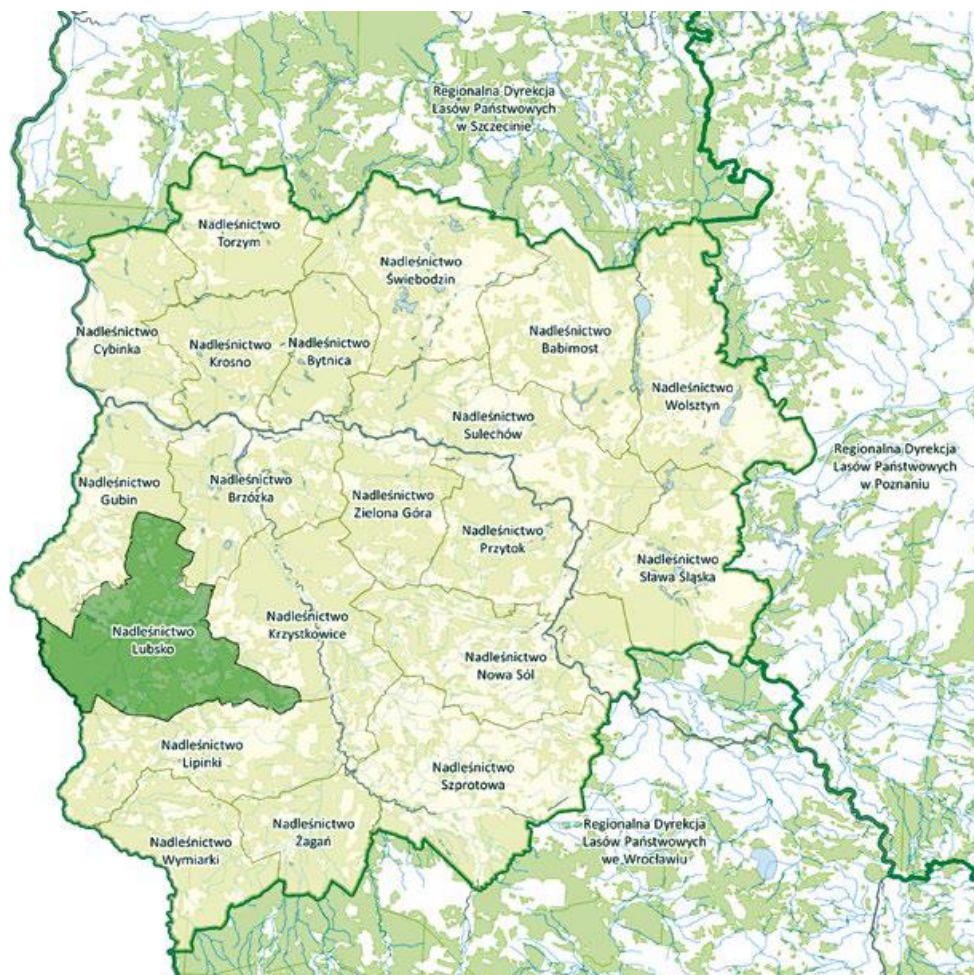 Regionalna Dyrekcja
Lasów Państwowych
w Szczecinie
Nadleśnictwo
Torzym
Nadleśnictwo
Świebodzin
Nadleśnictwo
Cybinka
Nadleśnictwo
Krosno
Nadleśnictwo
Bytnica
Nadleśnictwo
Babimost
Nadleśnictwo
Wolsztyn
Nadleśnictwo
Sulechów
Regionalna Dyrekcja
Lasów Państwowych
w Poznaniu
Nadleśnictwo
Gubin
Nadleśnictwo
Brzózka
Nadleśnictwo
Zielona Góra
Nadleśnictwo
Przytok
Nadleśnictwo
Sława Śląska
Nadleśnictwo
Lubsko
Nadleśnictwo
Krzystkowice
Nadleśnictwo
Nowa Sól
Nadleśnictwo
Lipinki
Nadleśnictwo
Szprotowa
Nadleśnictwo
Wymiarki
Nadleśnictwo
Żagań
Regionalna Dyrekcja
Lasów Państwowych
we Wrocławiu